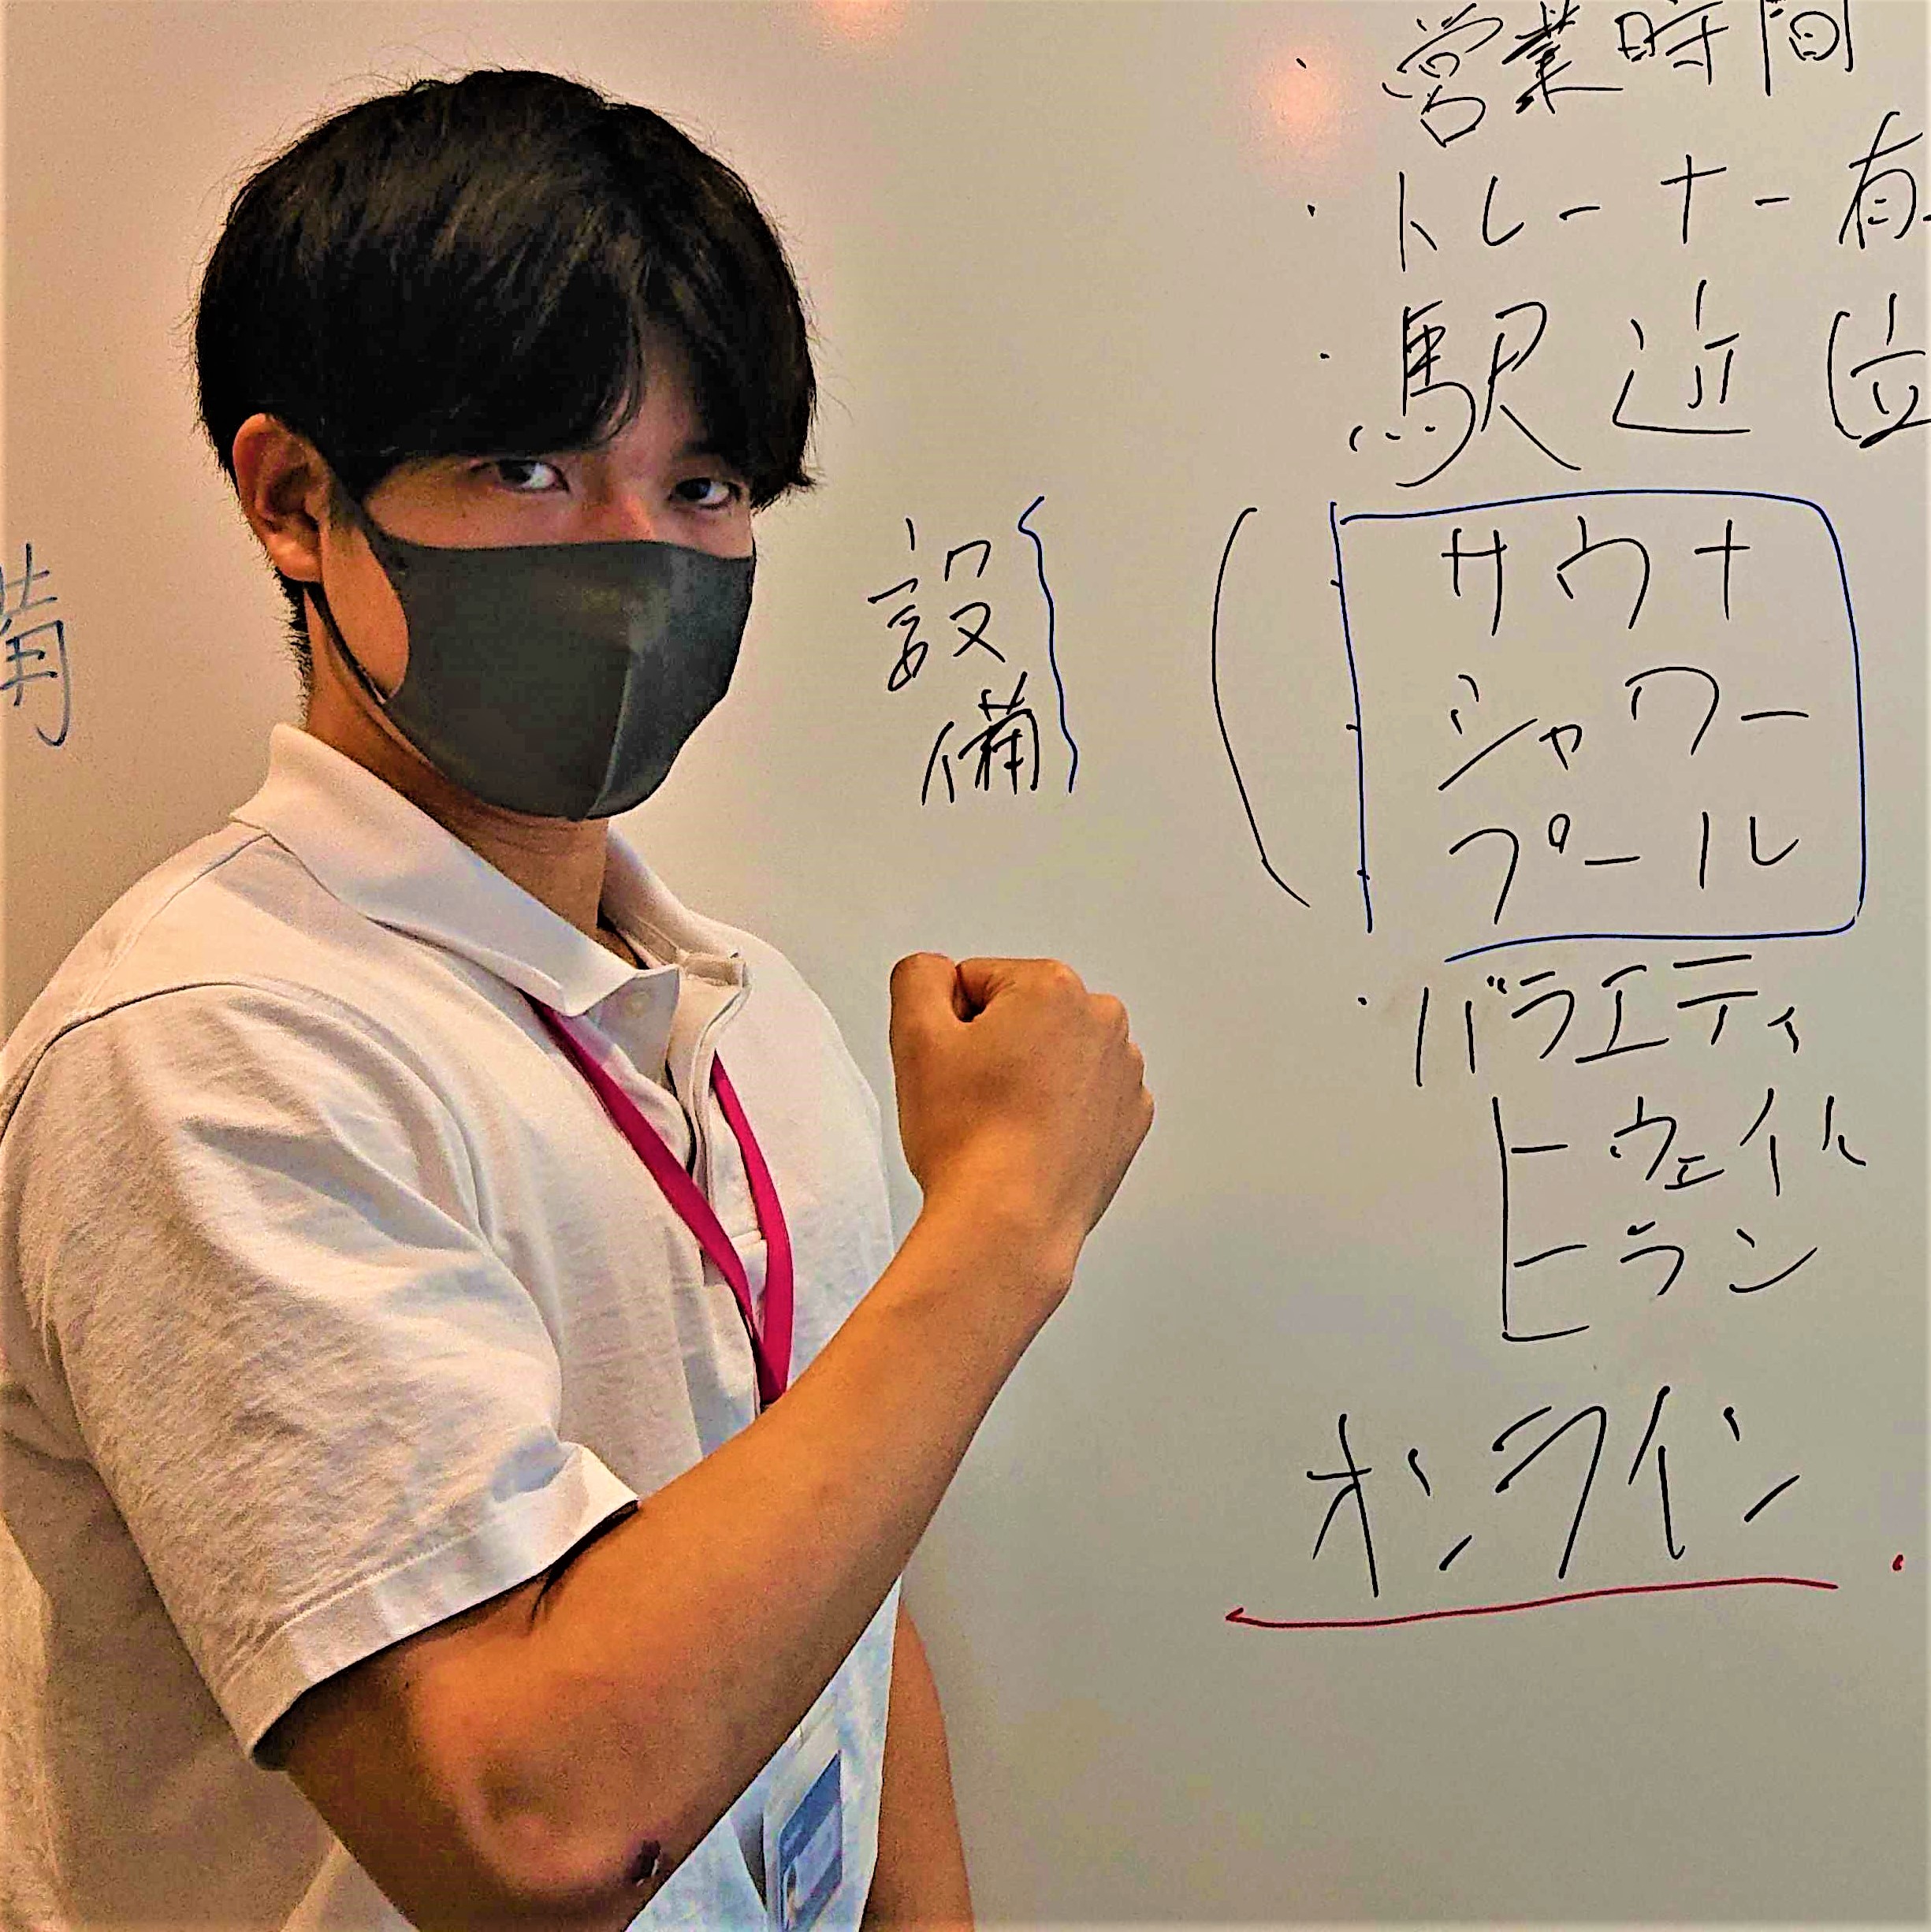 営業時間
・トレーナー有
・駅近
設備
サウナ
シャワー
プール
・バラエティ
ウェイト
ラン
オンライン
備